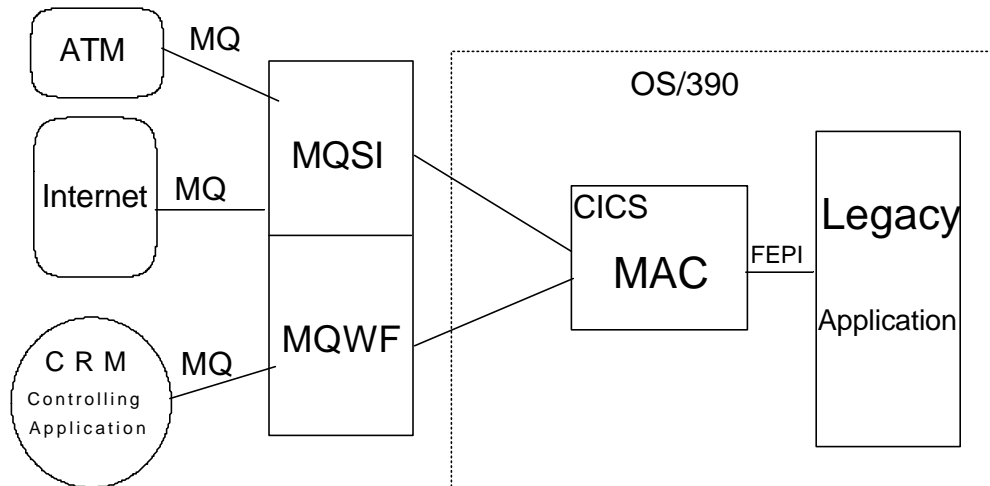 ATM
MQ
OS/390
MQSI
Internet
MQ
CICS
MAC
FEPI
Legacy
Application
MQWF
C R M
Controlling
Application
MQ